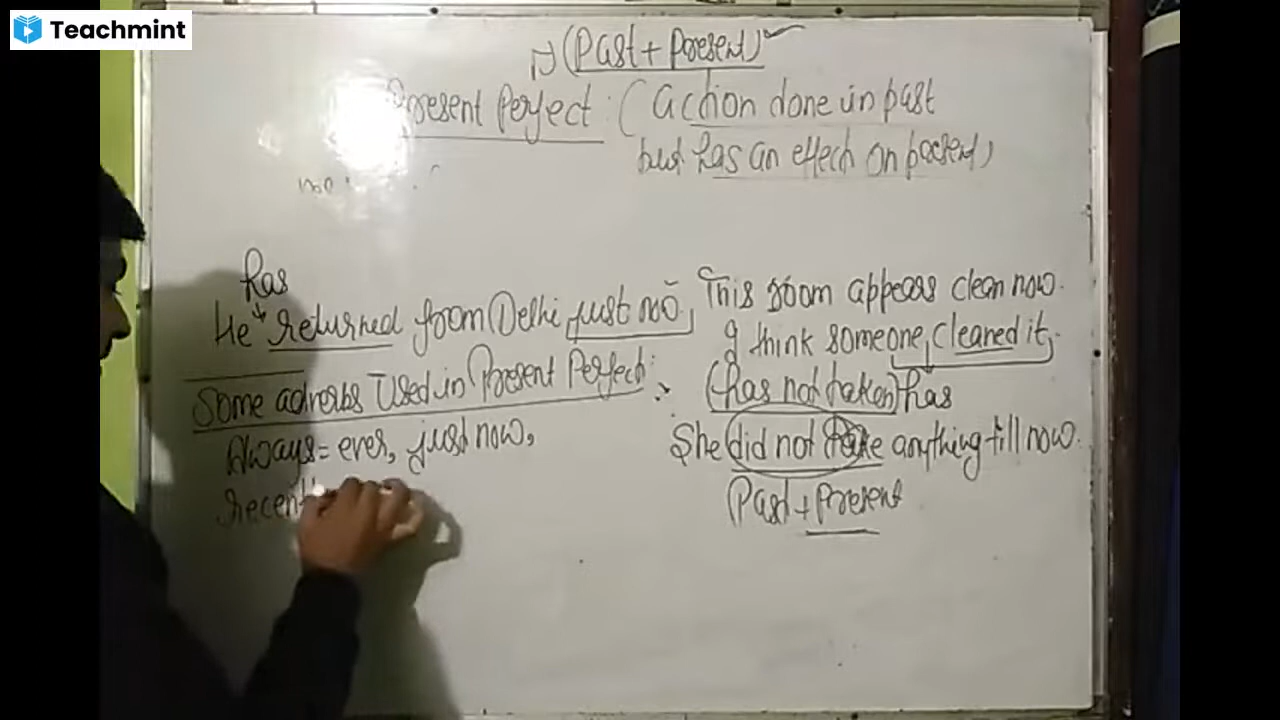 Teachmint
(Past + Present)
Present Perfect : ( action done in past
but has an effect on present)
has
He returned from Delhi just now
Some adverbs Used in Present Perfect :
Always = ever, just now,
recent
This room appears clean now.
I think someone, cleaned it,
(has not taken) has
She did not take anything till now.
Past + Present